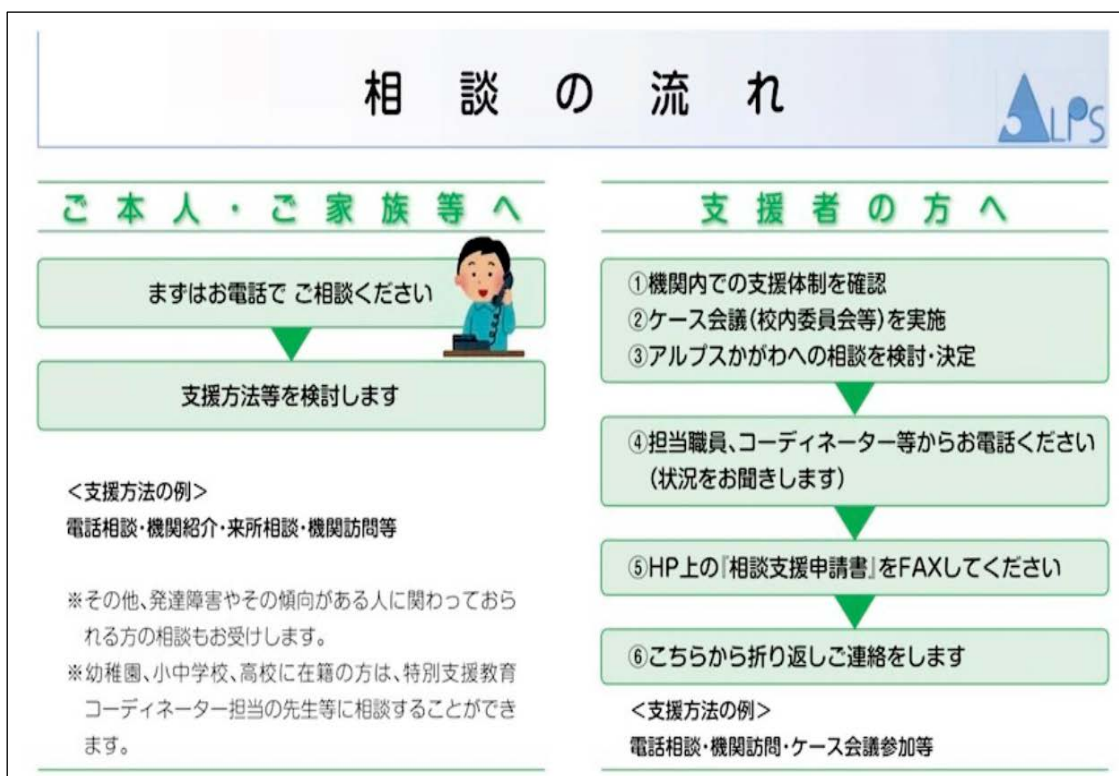 相談の流れ
ALPS
ご本人・ご家族等へ
まずはお電話で ご相談ください
支援方法等を検討します
＜支援方法の例＞
電話相談・機関紹介・来所相談・機関訪問等
※その他、発達障害やその傾向がある人に関わっておら
れる方の相談もお受けします。
※幼稚園、小中学校、高校に在籍の方は、特別支援教育
コーディネーター担当の先生等に相談することができ
ます。
支援者の方へ
①機関内での支援体制を確認
②ケース会議(校内委員会等)を実施
③アルプスかがわへの相談を検討・決定
④担当職員、コーディネーター等からお電話ください
(状況をお聞きします)
⑤HP上の『相談支援申請書』をFAXしてください
⑥こちらから折り返しご連絡をします
＜支援方法の例＞
電話相談・機関訪問・ケース会議参加等